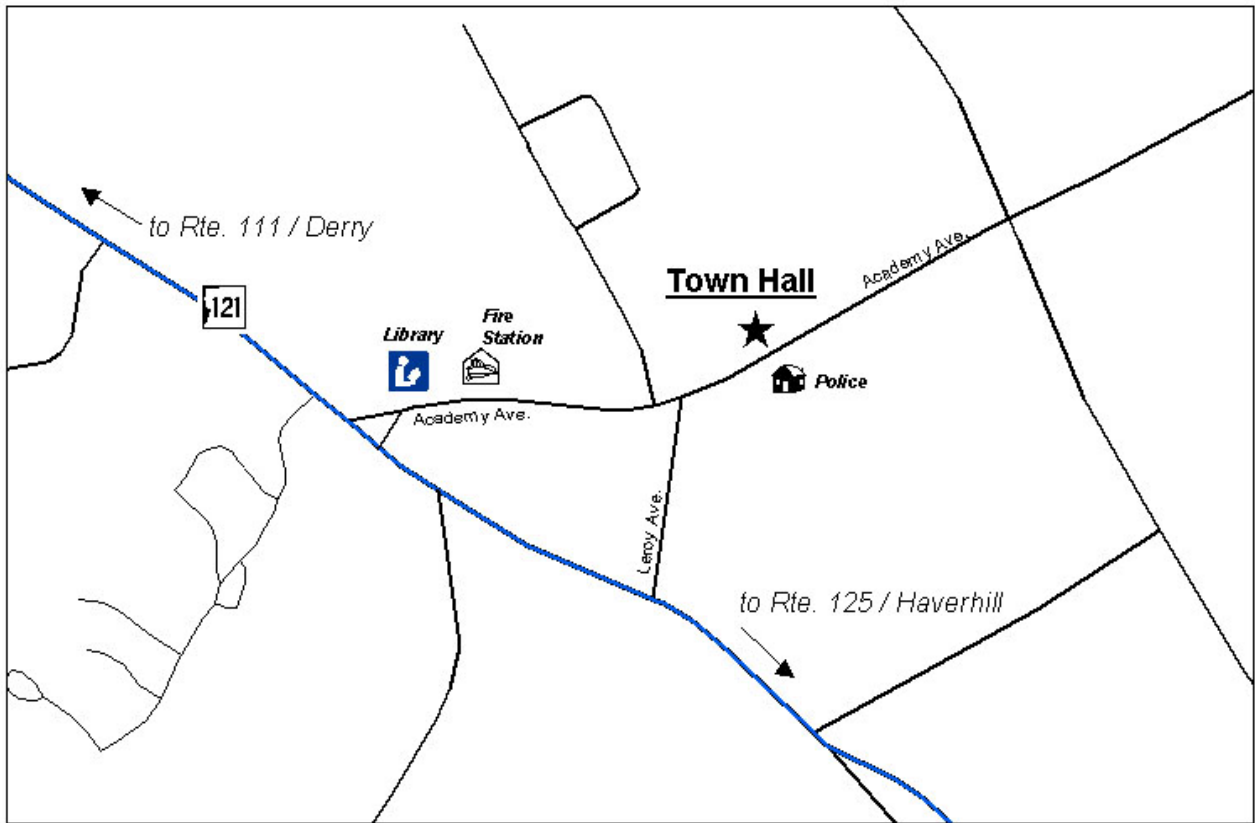 to Rte. 111 / Derry
121
Library
Fire
Station
Town Hall
Academy Ave.
Police
Academy Ave.
Leroy Ave.
to Rte. 125 / Haverhill